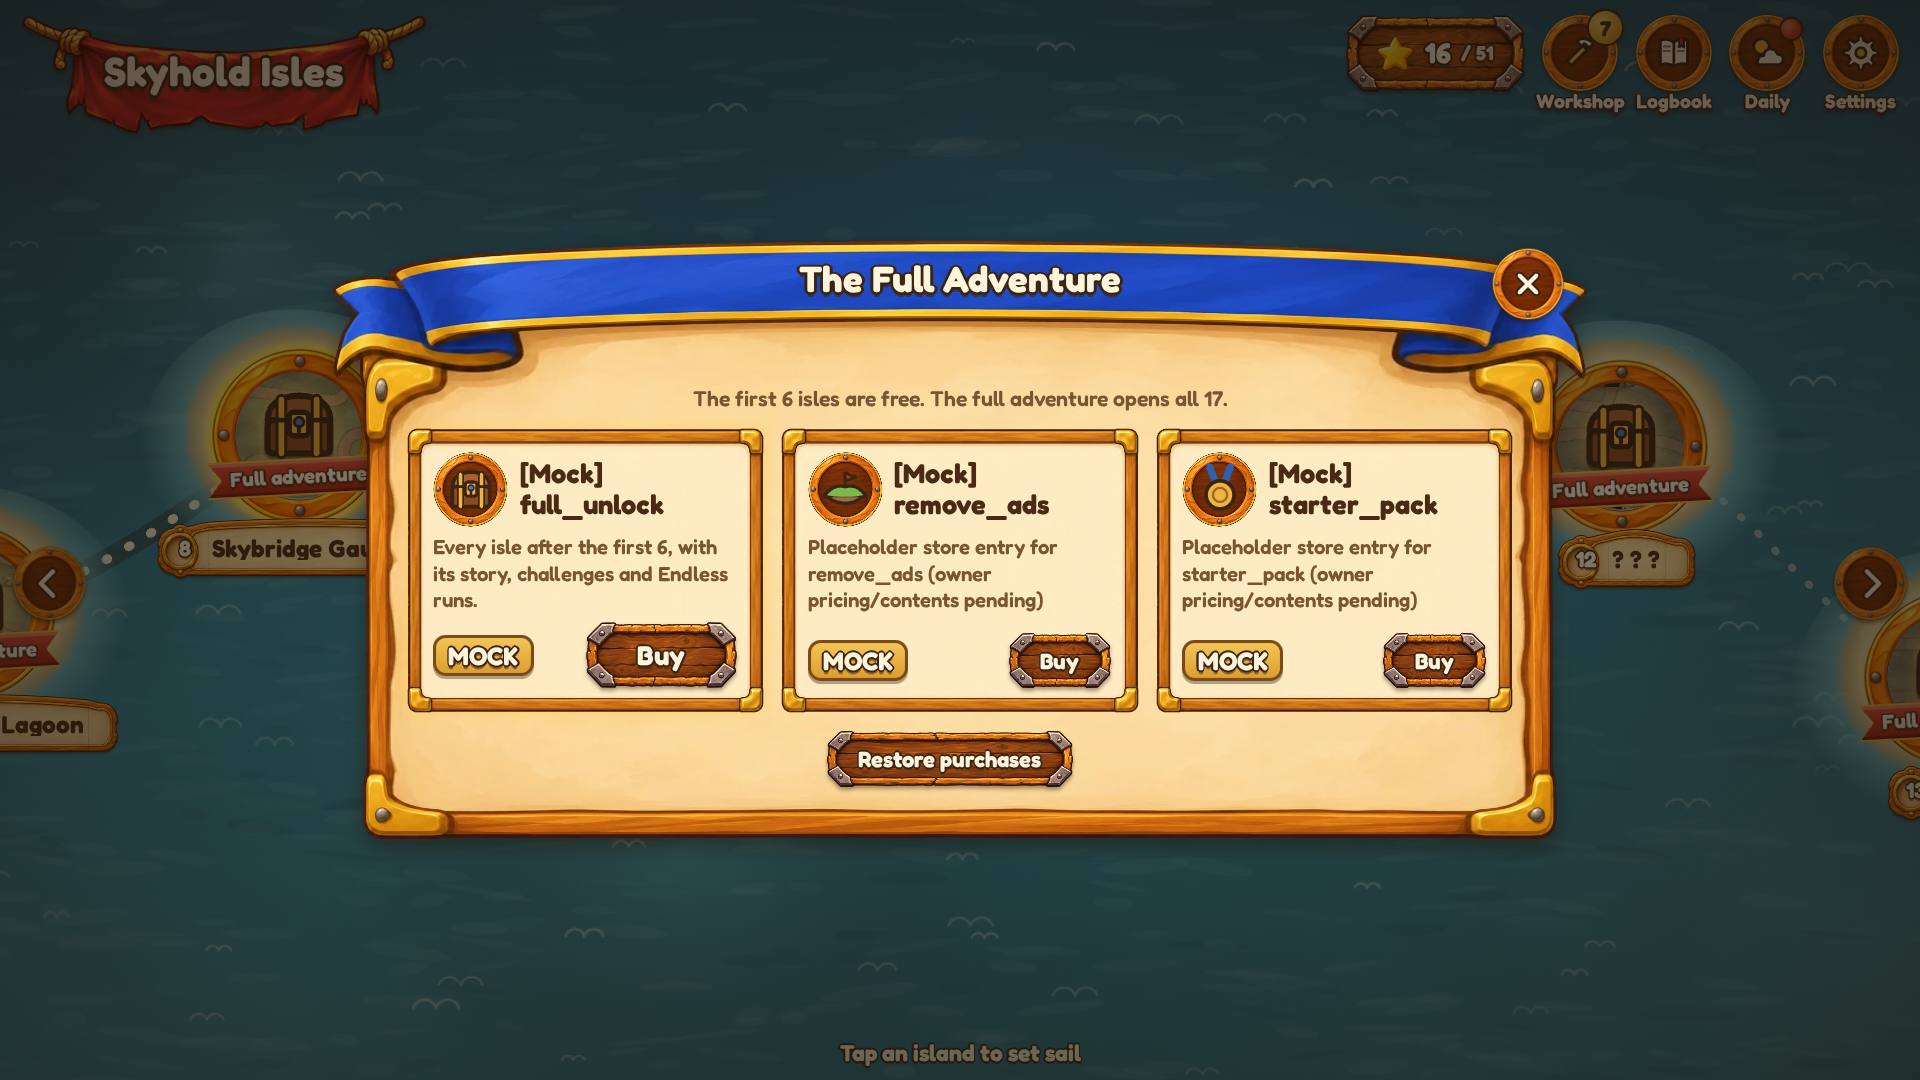 Skyhold Isles
16 / 51
7
Workshop
Logbook
Daily
Settings
The Full Adventure
The first 6 isles are free. The full adventure opens all 17.
[Mock]
full_unlock
Every isle after the first 6, with
its story, challenges and Endless
runs.
MOCK
Buy
[Mock]
remove_ads
Placeholder store entry for
remove_ads (owner
pricing/contents pending)
MOCK
Buy
[Mock]
starter_pack
Placeholder store entry for
starter_pack (owner
pricing/contents pending)
MOCK
Buy
Restore purchases
Full adventure
8
Skybridge Gau
ture
Lagoon
Full adventure
12
? ? ?
Full
13
Tap an island to set sail